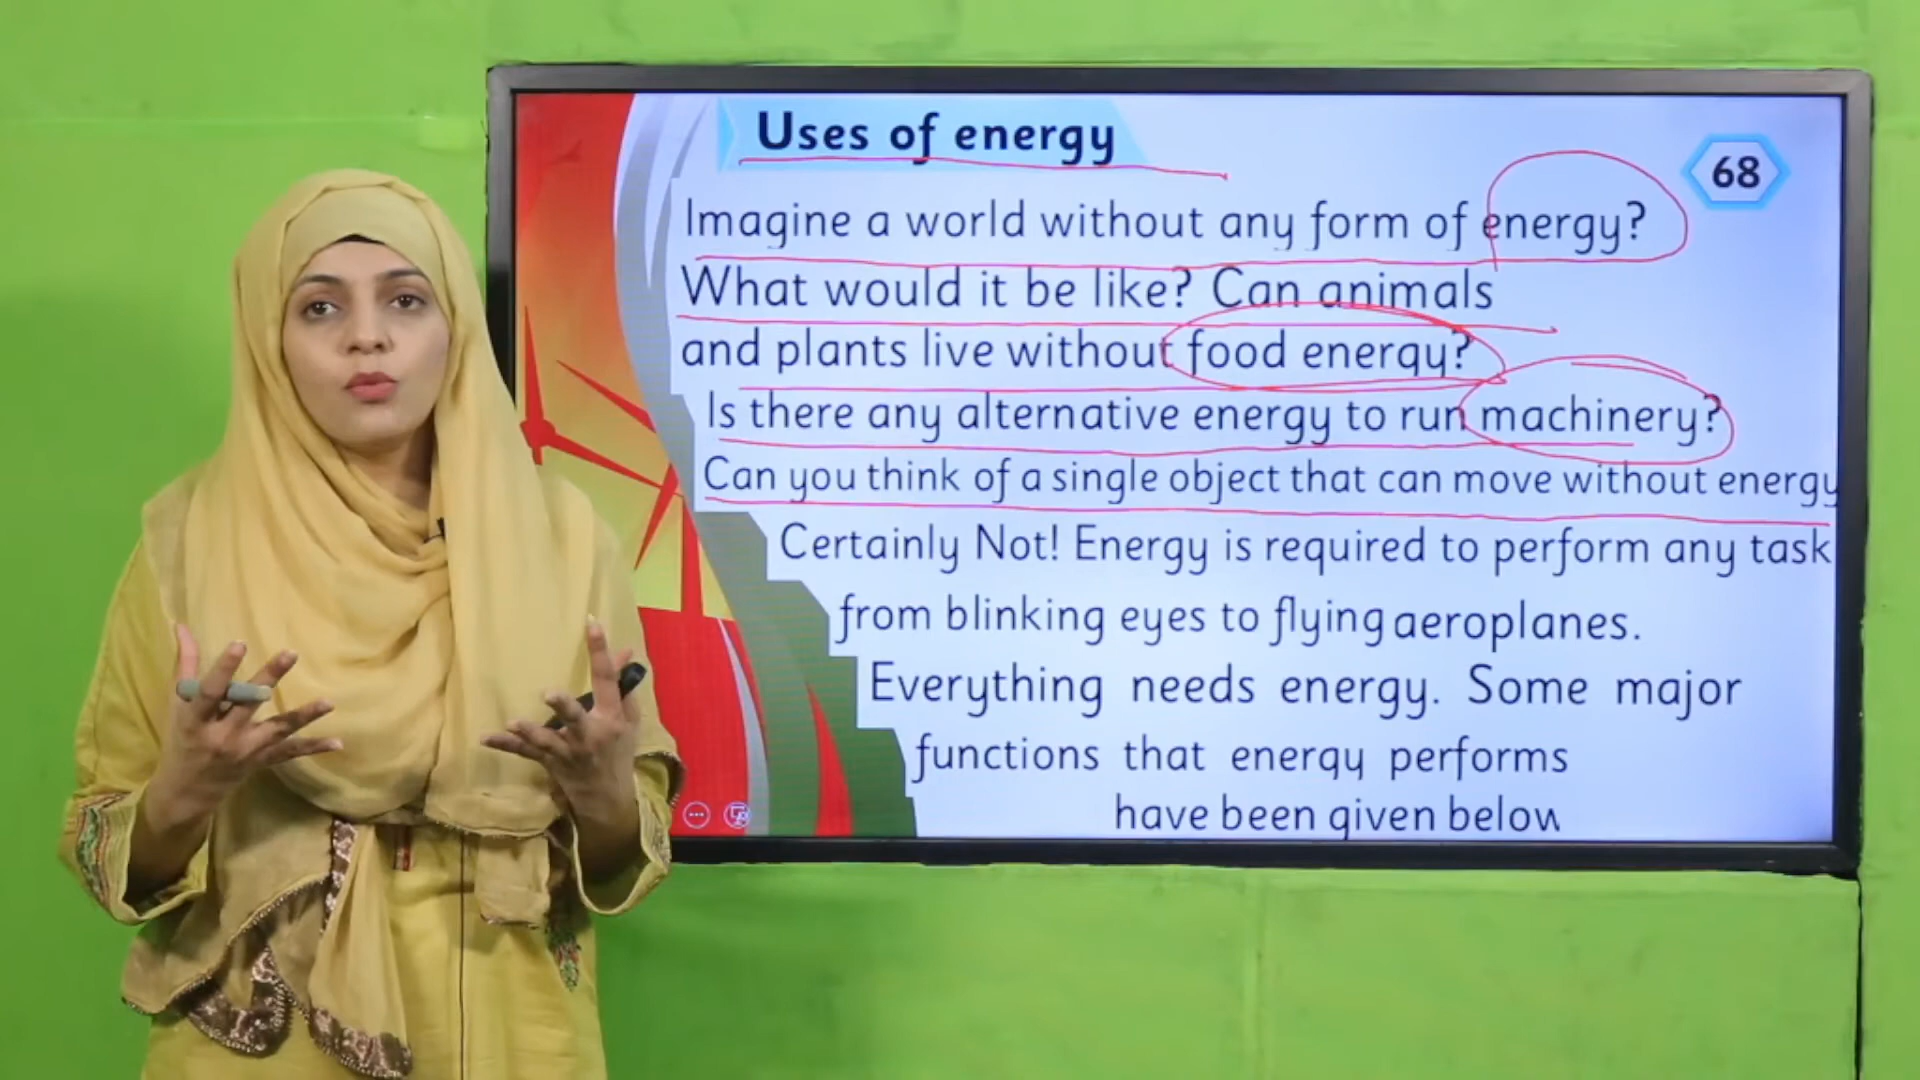 Uses of energy
68
Imagine a world without any form of energy?
What would it be like? Can animals
and plants live without food energy?
Is there any alternative energy to run machinery?
Can you think of a single object that can move without energy
Certainly Not! Energy is required to perform any task
from blinking eyes to flying aeroplanes.
Everything needs energy. Some major
functions that energy performs
have been given below